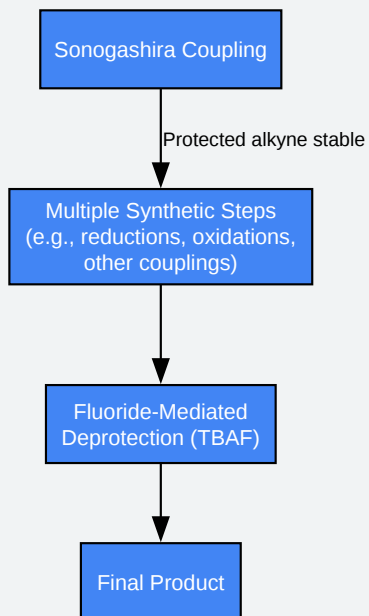 Sonogashira Coupling
Protected alkyne stable
Multiple Synthetic Steps
(e.g., reductions, oxidations,
other couplings)
Fluoride-Mediated
Deprotection (TBAF)
Final Product